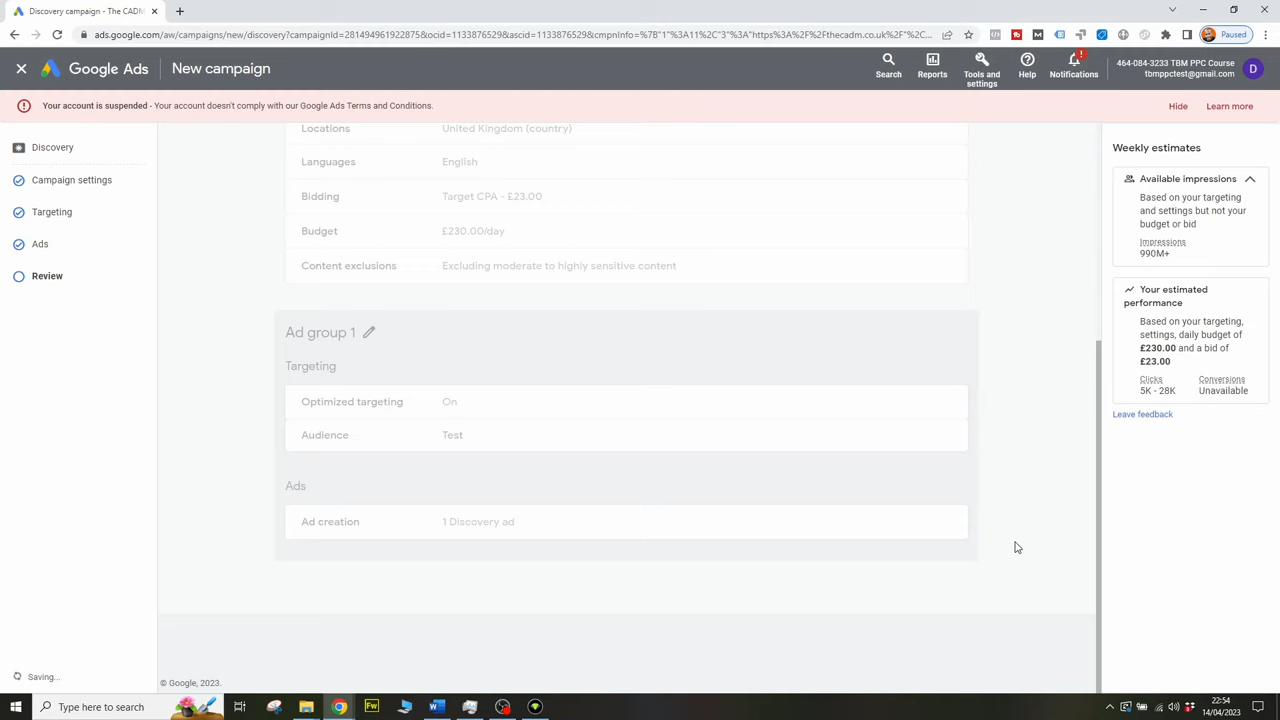 Discovery campaign - The CADM
ads.google.com/aw/campaigns/new/discovery?campaignId=281494961922875&ocid=1133876529&cmpnInfo=%7B"1"%3A11%2C"3"%3A"https%3A%2F%2Fthecadm.co.uk%2F"%2C...
Paused
Google Ads
New campaign
Search
Reports
Tools and settings
Help
Notifications
464-084-3233 TBM PPC Course
tbmppctest@gmail.com
D
Your account is suspended - Your account doesn't comply with our Google Ads Terms and Conditions.
Hide
Learn more
Discovery
Campaign settings
Targeting
Ads
Review
Locations United Kingdom (country)
Languages English
Bidding Target CPA - £23.00
Budget £230.00/day
Content exclusions Excluding moderate to highly sensitive content
Ad group 1
Targeting
Optimized targeting On
Audience Test
Ads
Ad creation 1 Discovery ad
Weekly estimates
Available impressions
Based on your targeting
and settings but not your
budget or bid
Impressions
990M+
Your estimated
performance
Based on your targeting,
settings, daily budget of
£230.00 and a bid of
£23.00
Clicks Conversions
5K - 28K Unavailable
Leave feedback
Saving...
© Google, 2023.
Type here to search
Fw
22:54
14/04/2023